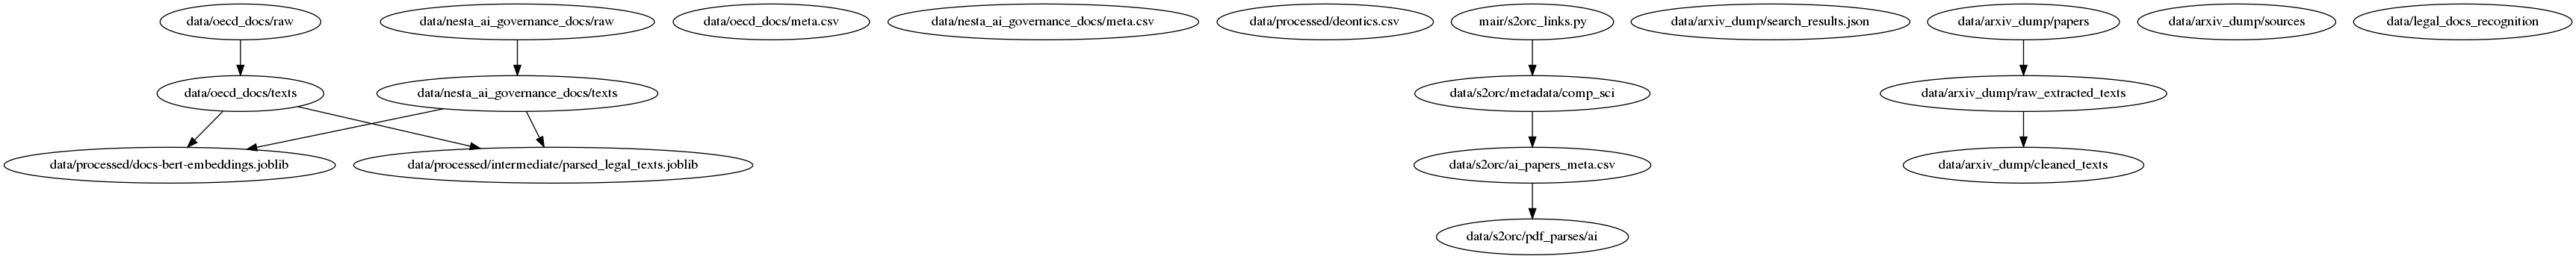 data/oecd_docs/raw
data/nesta_ai_governance_docs/raw
data/oecd_docs/meta.csv
data/nesta_ai_governance_docs/meta.csv
data/processed/deontics.csv
mair/s2orc_links.py
data/arxiv_dump/search_results.json
data/arxiv_dump/papers
data/arxiv_dump/sources
data/legal_docs_recognition
data/oecd_docs/texts
data/nesta_ai_governance_docs/texts
data/s2orc/metadata/comp_sci
data/arxiv_dump/raw_extracted_texts
data/processed/docs-bert-embeddings.joblib
data/processed/intermediate/parsed_legal_texts.joblib
data/s2orc/ai_papers_meta.csv
data/arxiv_dump/cleaned_texts
data/s2orc/pdf_parses/ai